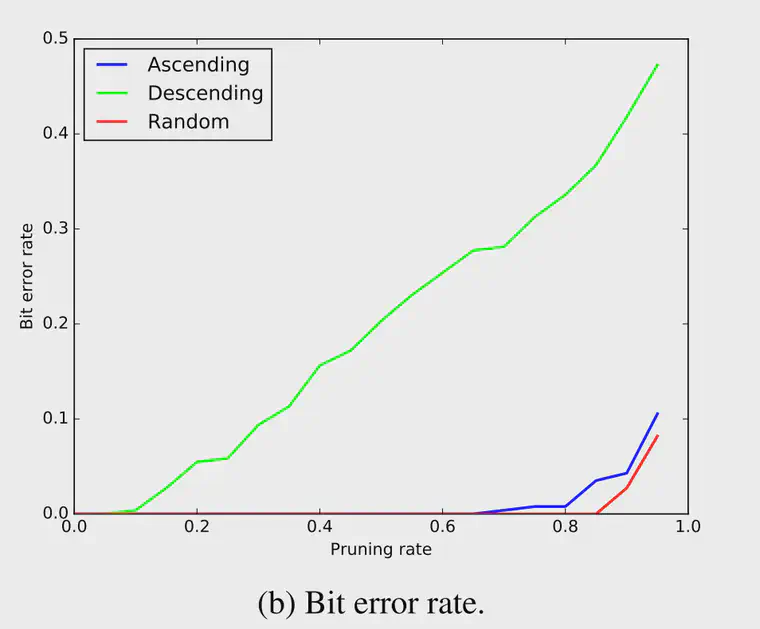 0.5
Ascending
Descending
Random
0.4
0.3
Bit error rate
0.2
0.1
0.0
0.0 0.2 0.4 0.6 0.8 1.0
Pruning rate
(b) Bit error rate.